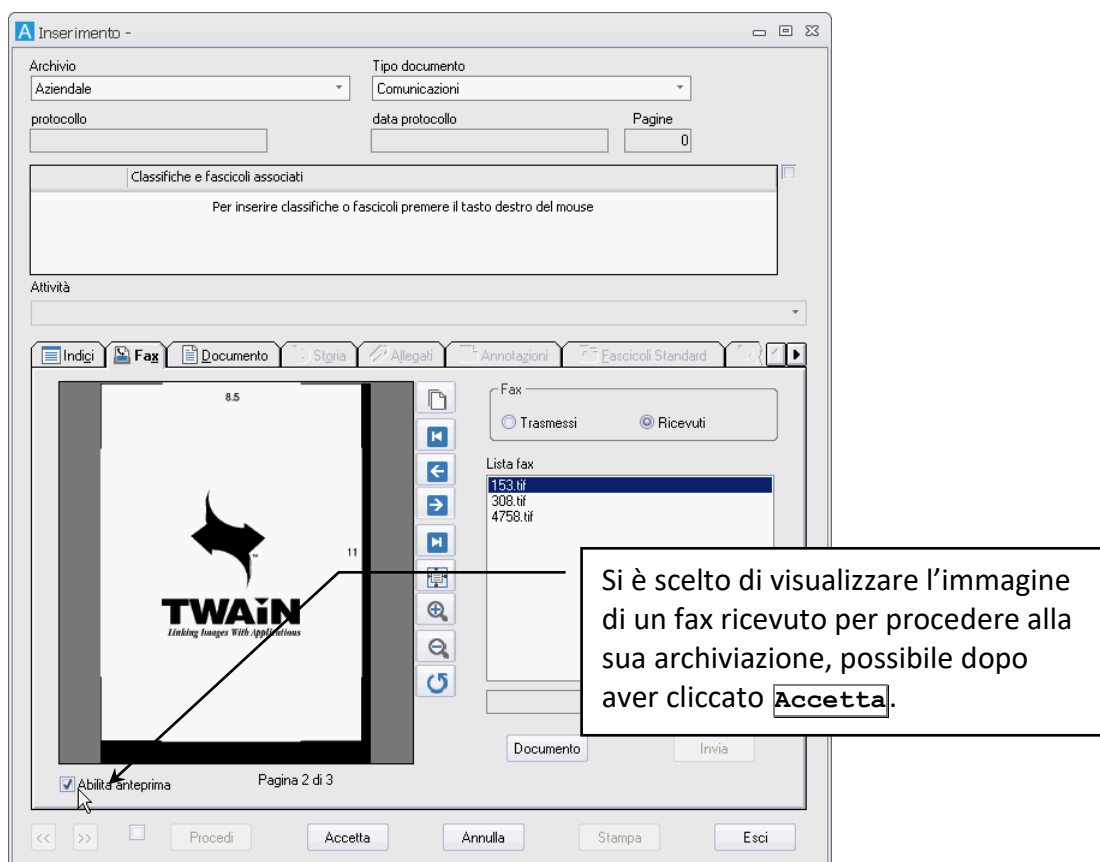 Inserimento -
Archivio
Tipo documento
Aziendale
Comunicazioni
protocollo
data protocollo
Pagine
0
Classifiche e fascicoli associati
Per inserire classifiche o fascicoli premere il tasto destro del mouse
Attività
Indici
Fax
Documento
Storia
Allegati
Annotazioni
Fascicoli Standard
8.5
11
TWAIN
Linking Images With Applications
Fax
Trasmessi
Ricevuti
Lista fax
153.tif
308.tif
4758.tif
Si è scelto di visualizzare l’immagine
di un fax ricevuto per procedere alla
sua archiviazione, possibile dopo
aver cliccato Accetta.
Documento
Invia
Abilita anteprima
Pagina 2 di 3
<<
>>
Procedi
Accetta
Annulla
Stampa
Esci